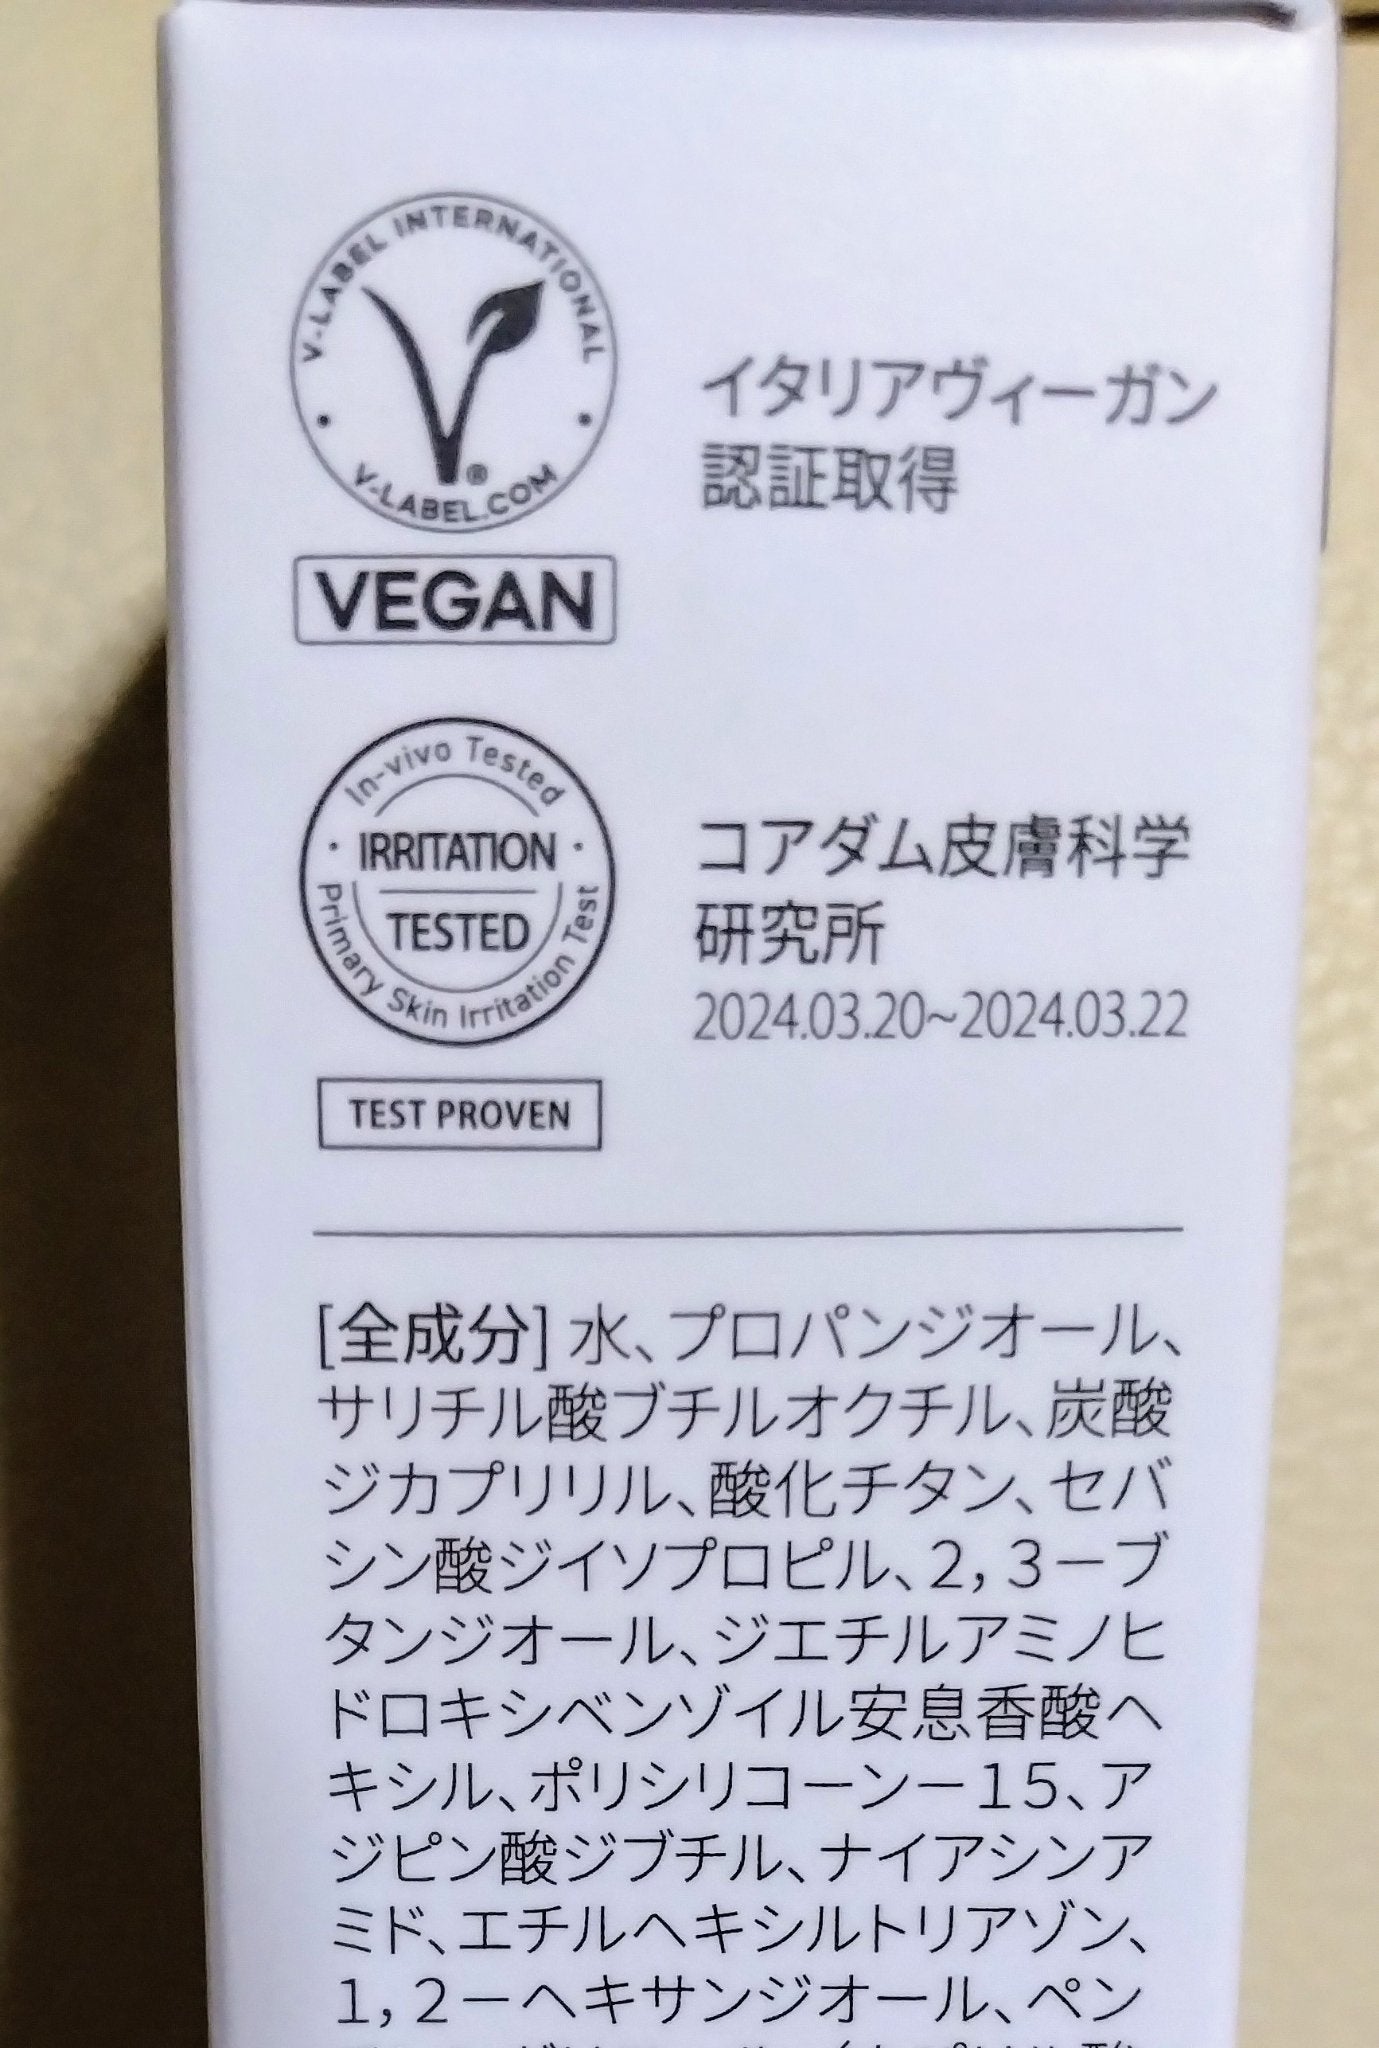 V-LABEL INTERNATIONAL
V-LABEL.COM
®
VEGAN
イタリアヴィーガン
認証取得
In-vivo Tested
IRRITATION
TESTED
Primary Skin Irritation Test
TEST PROVEN
コアダム皮膚科学
研究所
2024.03.20~2024.03.22
[全成分] 水、プロパンジオール、
サリチル酸ブチルオクチル、炭酸
ジカプリリル、酸化チタン、セバ
シン酸ジイソプロピル、2，3－ブ
タンジオール、ジエチルアミノヒ
ドロキシベンゾイル安息香酸ヘ
キシル、ポリシリコーン－15、ア
ジピン酸ジブチル、ナイアシンア
ミド、エチルヘキシルトリアゾン、
1，2－ヘキサンジオール、ペン